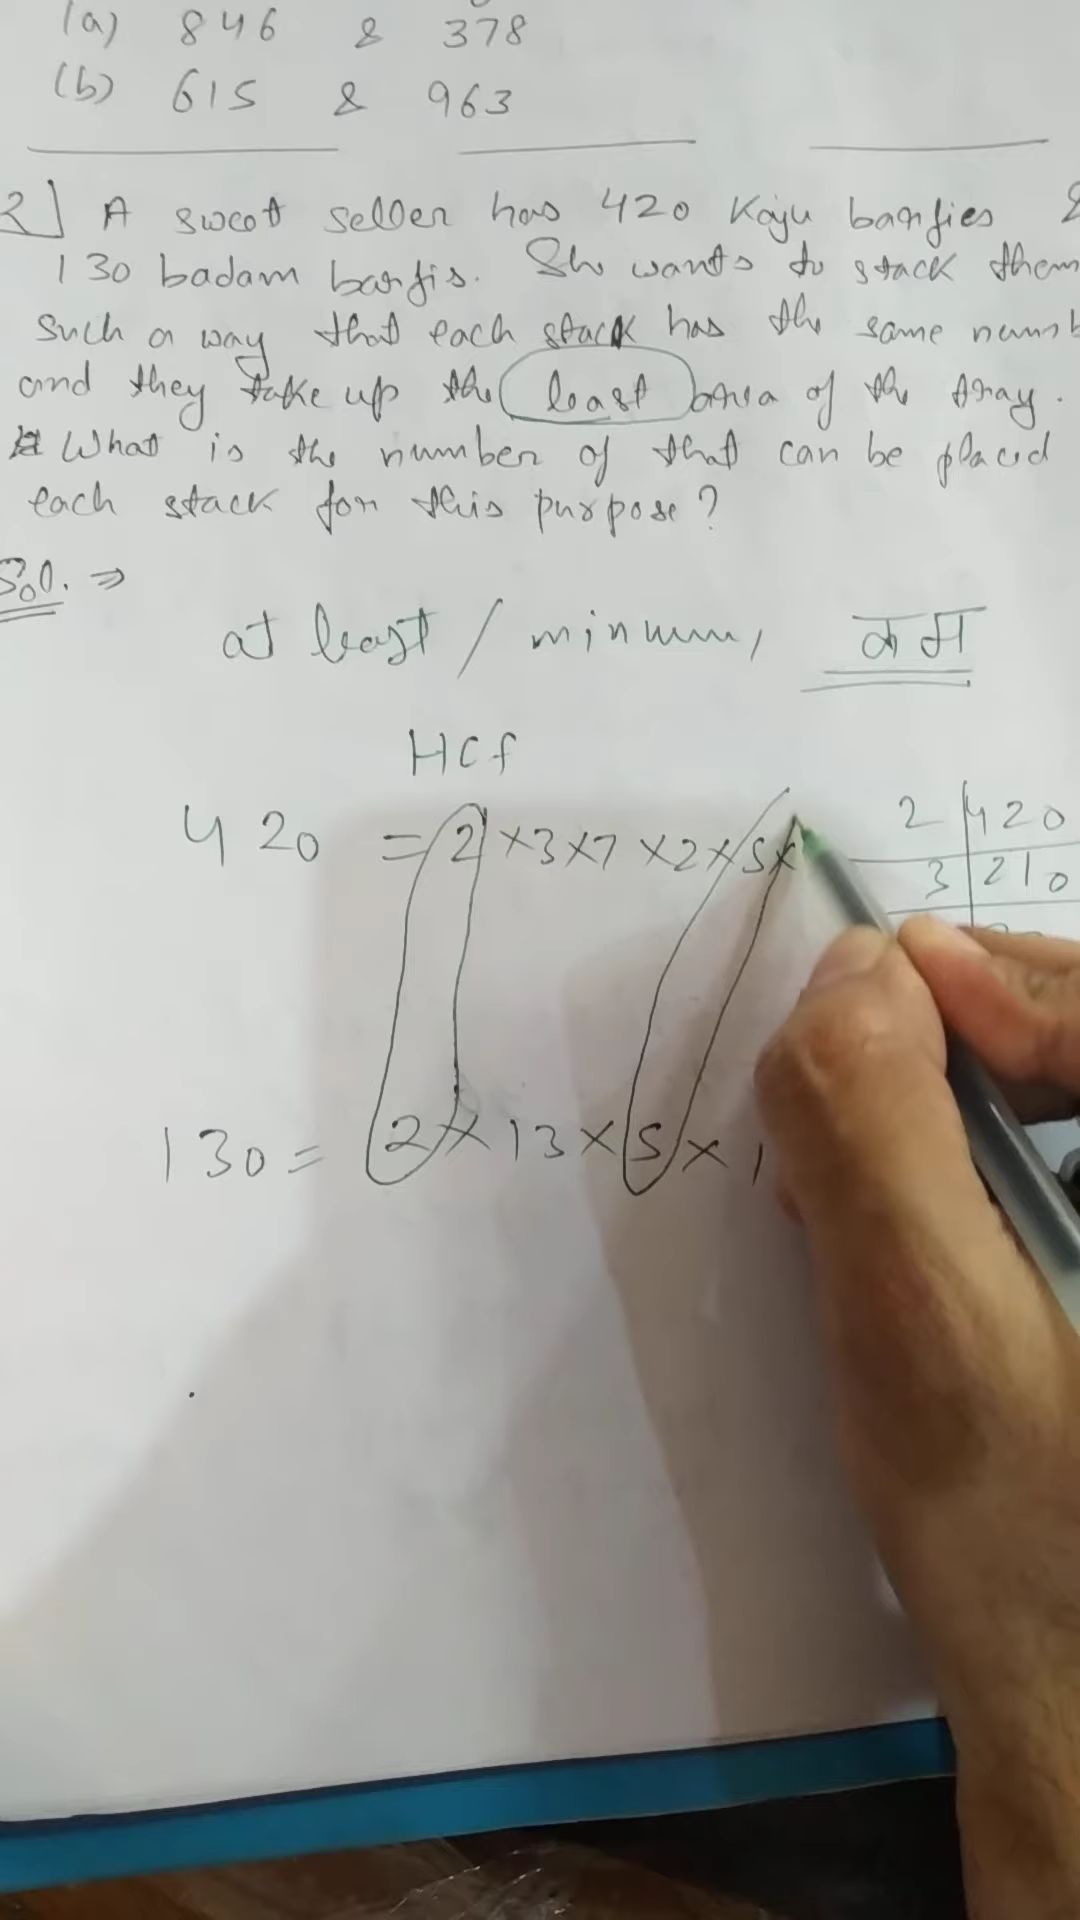 (a) 846 & 378
(b) 615 & 963
2] A sweet seller has 420 Kaju barfies &
130 badam barfis. She wants to stack them
such a way that each stack has the same numb
and they take up the least area of the tray.
What is the number of that can be placed
each stack for this purpose?
Sol. ⇒
at least / minimum, कम
HCf
420 = 2 × 3 × 7 × 2 × 5 ×
2 | 420
3 | 210
130 = 2 × 13 × 5 × 1